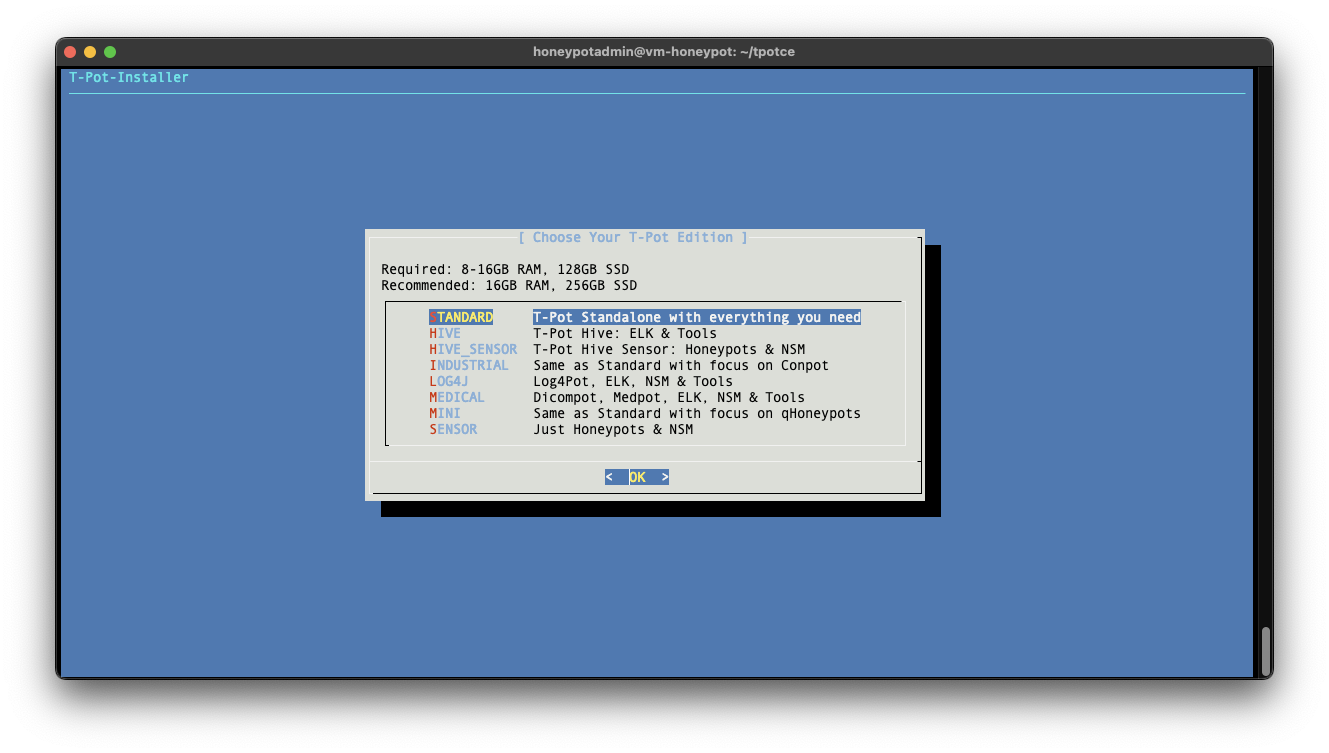 honeypotadmin@vm-honeypot: ~/tpotce
T-Pot-Installer
[ Choose Your T-Pot Edition ]
Required: 8-16GB RAM, 128GB SSD
Recommended: 16GB RAM, 256GB SSD
STANDARD T-Pot Standalone with everything you need
HIVE T-Pot Hive: ELK & Tools
HIVE_SENSOR T-Pot Hive Sensor: Honeypots & NSM
INDUSTRIAL Same as Standard with focus on Conpot
LOG4J Log4Pot, ELK, NSM & Tools
MEDICAL Dicompot, Medpot, ELK, NSM & Tools
MINI Same as Standard with focus on qHoneypots
SENSOR Just Honeypots & NSM
< OK >